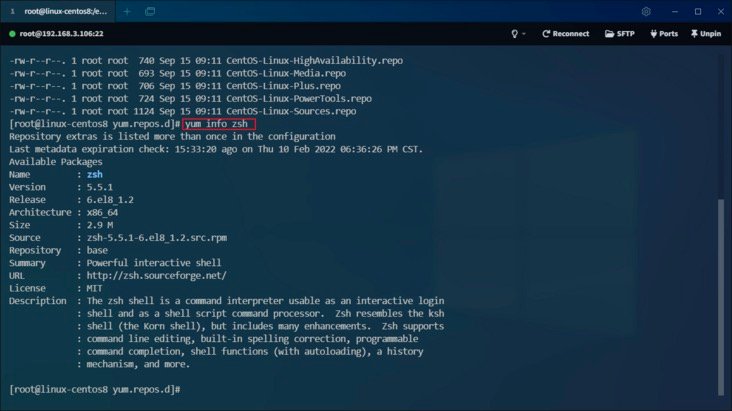 1 root@linux-centos8:/e...
root@192.168.3.106:22 Reconnect SFTP Ports Unpin
-rw-r--r--. 1 root root  740 Sep 15 09:11 CentOS-Linux-HighAvailability.repo
-rw-r--r--. 1 root root  693 Sep 15 09:11 CentOS-Linux-Media.repo
-rw-r--r--. 1 root root  706 Sep 15 09:11 CentOS-Linux-Plus.repo
-rw-r--r--. 1 root root  724 Sep 15 09:11 CentOS-Linux-PowerTools.repo
-rw-r--r--. 1 root root 1124 Sep 15 09:11 CentOS-Linux-Sources.repo
[root@linux-centos8 yum.repos.d]# yum info zsh
Repository extras is listed more than once in the configuration
Last metadata expiration check: 15:33:20 ago on Thu 10 Feb 2022 06:36:26 PM CST.
Available Packages
Name         : zsh
Version      : 5.5.1
Release      : 6.el8_1.2
Architecture : x86_64
Size         : 2.9 M
Source       : zsh-5.5.1-6.el8_1.2.src.rpm
Repository   : base
Summary      : Powerful interactive shell
URL          : http://zsh.sourceforge.net/
License      : MIT
Description  : The zsh shell is a command interpreter usable as an interactive login
             : shell and as a shell script command processor.  Zsh resembles the ksh
             : shell (the Korn shell), but includes many enhancements.  Zsh supports
             : command line editing, built-in spelling correction, programmable
             : command completion, shell functions (with autoloading), a history
             : mechanism, and more.
[root@linux-centos8 yum.repos.d]#